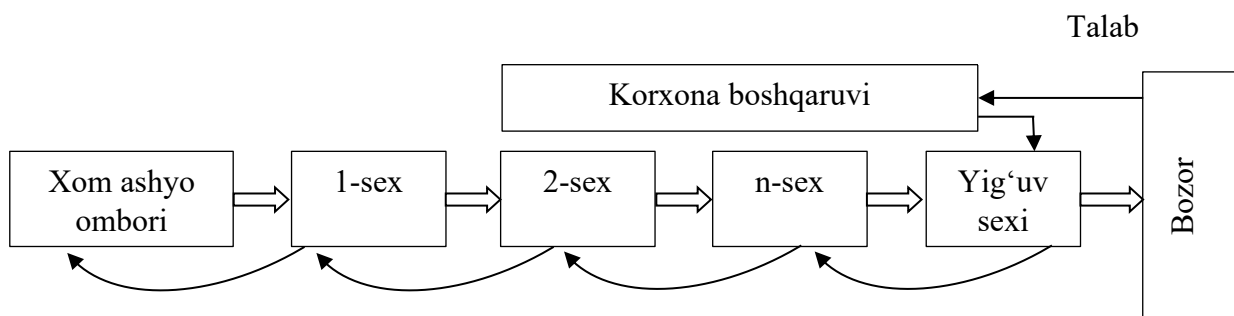 Talab
Korxona boshqaruvi
Xom ashyo
ombori
1-sex
2-sex
n-sex
Yig‘uv
sexi
Bozor